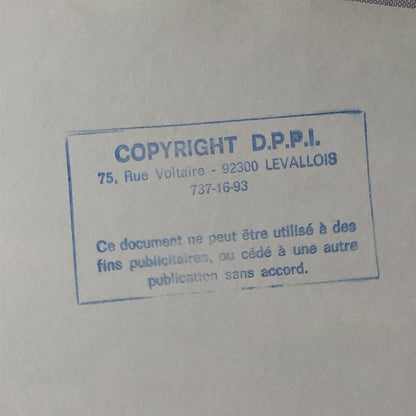 COPYRIGHT D.P.P.I.
75, Rue Voltaire - 92300 LEVALLOIS
737-16-93
Ce document ne peut être utilisé à des
fins publicitaires, ou cédé à une autre
publication sans accord.